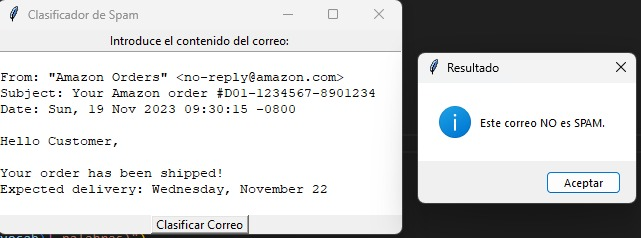 Clasificador de Spam
Introduce el contenido del correo:
From: "Amazon Orders" <no-reply@amazon.com>
Subject: Your Amazon order #D01-1234567-8901234
Date: Sun, 19 Nov 2023 09:30:15 -0800
Hello Customer,
Your order has been shipped!
Expected delivery: Wednesday, November 22
Clasificar Correo
Resultado
Este correo NO es SPAM.
Aceptar